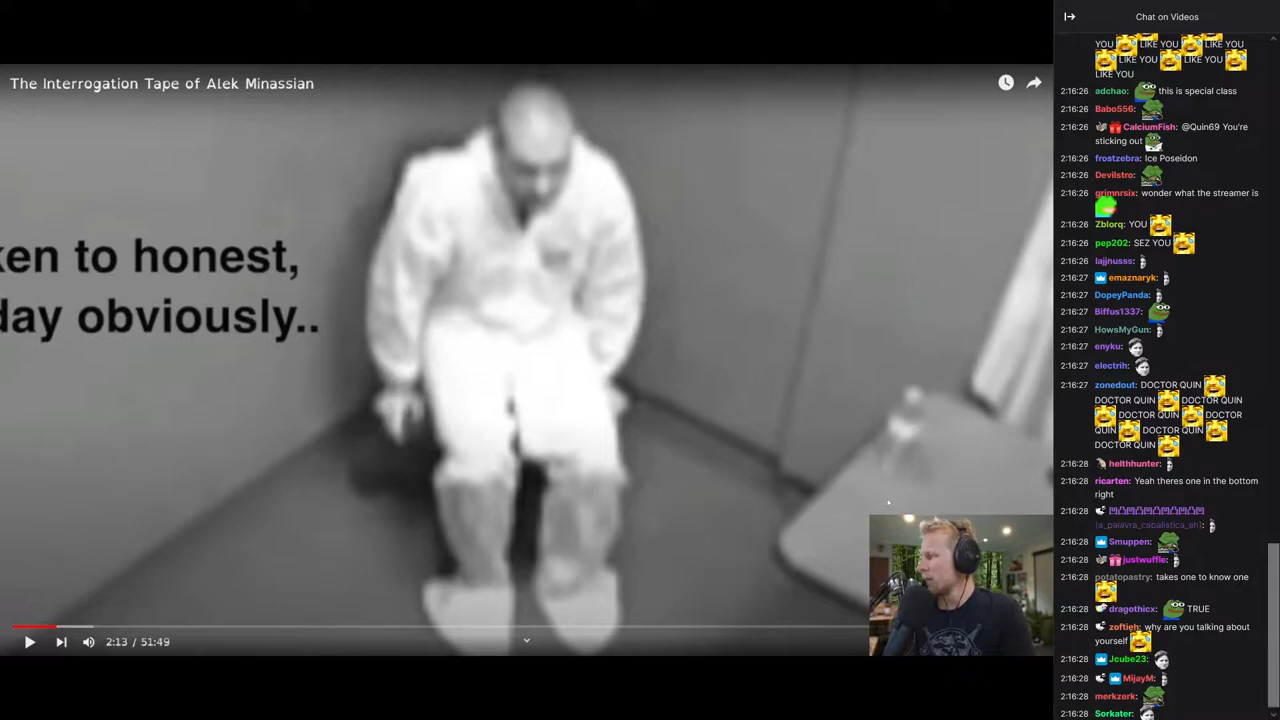 The Interrogation Tape of Alek Minassian
ken to honest,
day obviously..
2:13 / 51:49
Chat on Videos
YOU LIKE YOU LIKE YOU
LIKE YOU LIKE YOU
LIKE YOU
2:16:26 adchao: this is special class
2:16:26 Babo556:
2:16:26 CalciumFish: @Quin69 You're
sticking out
2:16:26 frostzebra: Ice Poseidon
2:16:26 Devilstro:
2:16:26 grimnrsix: wonder what the streamer is
2:16:26 Zblorq: YOU
2:16:26 pep202: SEZ YOU
2:16:26 lajjnusss:
2:16:27 emaznaryk:
2:16:27 DopeyPanda:
2:16:27 Biffus1337:
2:16:27 HowsMyGun:
2:16:27 enyku:
2:16:27 electrih:
2:16:27 zonedout: DOCTOR QUIN
DOCTOR QUIN DOCTOR QUIN
DOCTOR QUIN DOCTOR
QUIN DOCTOR QUIN
DOCTOR QUIN
2:16:28 helthhunter:
2:16:28 ricarten: Yeah theres one in the bottom
right
2:16:28
(a_palavra_cabalistica_eh):
2:16:28 Smuppen:
2:16:28 justwuffle:
2:16:28 potatopastry: takes one to know one
2:16:28 dragothicx: TRUE
2:16:28 zoftieh: why are you talking about
yourself
2:16:28 Jcube23:
2:16:28 MijayM:
2:16:28 merkzerk:
2:16:28 Sorkater: